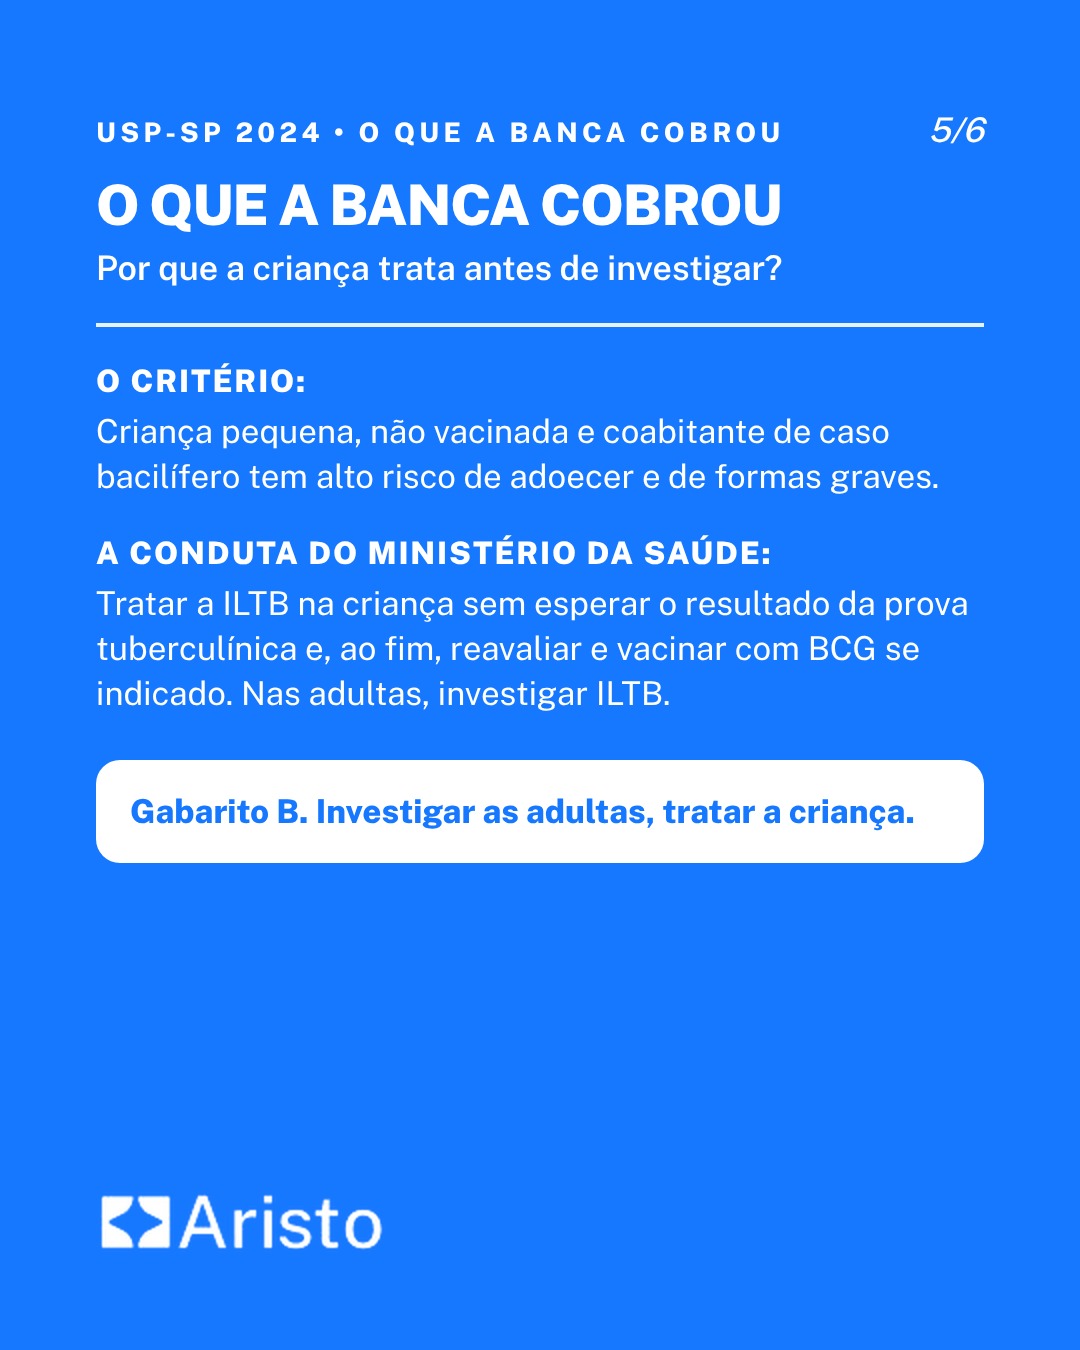 USP-SP 2024 • O QUE A BANCA COBROU 5/6
O QUE A BANCA COBROU
Por que a criança trata antes de investigar?
O CRITÉRIO:
Criança pequena, não vacinada e coabitante de caso
bacilífero tem alto risco de adoecer e de formas graves.
A CONDUTA DO MINISTÉRIO DA SAÚDE:
Tratar a ILTB na criança sem esperar o resultado da prova
tuberculínica e, ao fim, reavaliar e vacinar com BCG se
indicado. Nas adultas, investigar ILTB.
Gabarito B. Investigar as adultas, tratar a criança.
Aristo